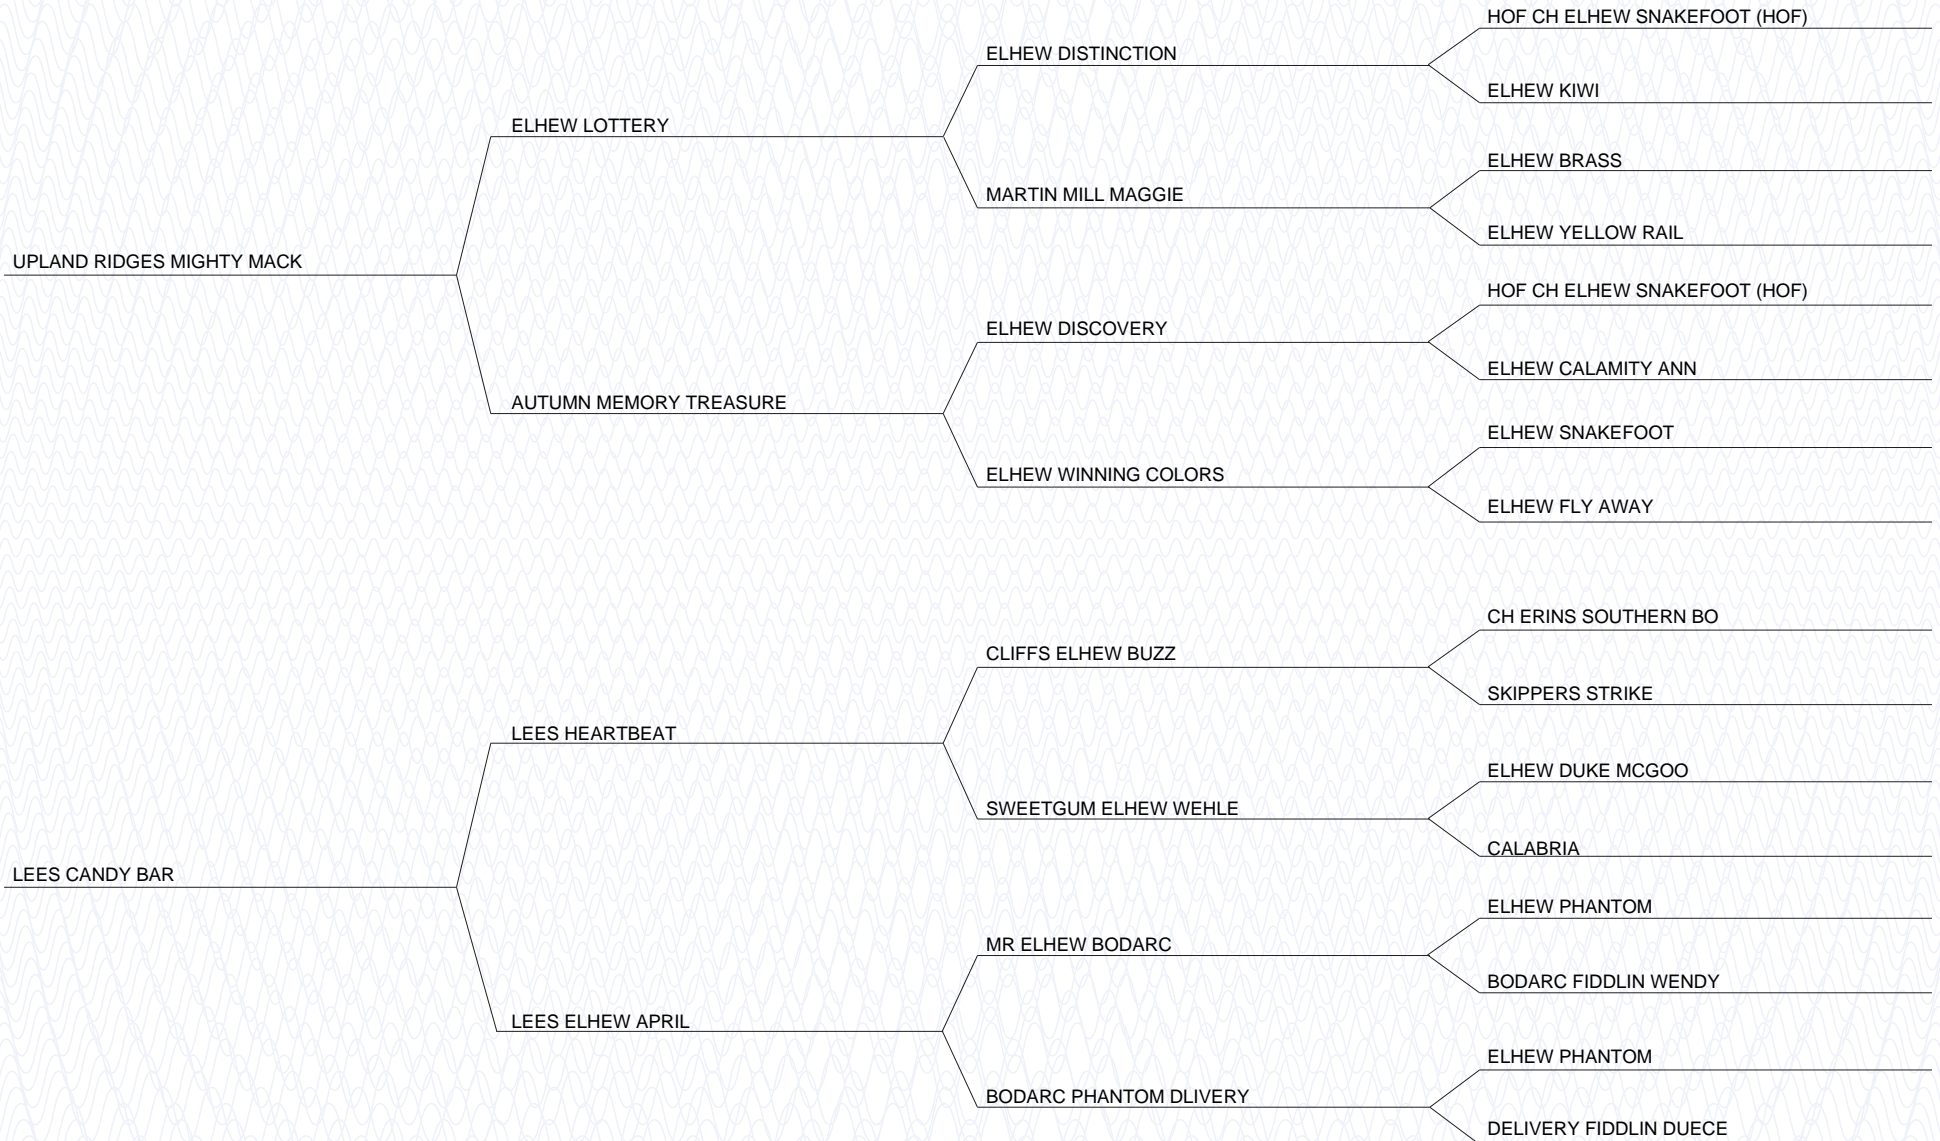 HOF CH ELHEW SNAKEFOOT (HOF)
ELHEW DISTINCTION
ELHEW KIWI
ELHEW LOTTERY
ELHEW BRASS
MARTIN MILL MAGGIE
ELHEW YELLOW RAIL
UPLAND RIDGES MIGHTY MACK
HOF CH ELHEW SNAKEFOOT (HOF)
ELHEW DISCOVERY
ELHEW CALAMITY ANN
AUTUMN MEMORY TREASURE
ELHEW SNAKEFOOT
ELHEW WINNING COLORS
ELHEW FLY AWAY
CH ERINS SOUTHERN BO
CLIFFS ELHEW BUZZ
SKIPPERS STRIKE
LEES HEARTBEAT
ELHEW DUKE MCGOO
SWEETGUM ELHEW WEHLE
CALABRIA
LEES CANDY BAR
ELHEW PHANTOM
MR ELHEW BODARC
BODARC FIDDLIN WENDY
LEES ELHEW APRIL
ELHEW PHANTOM
BODARC PHANTOM DLIVERY
DELIVERY FIDDLIN DUECE